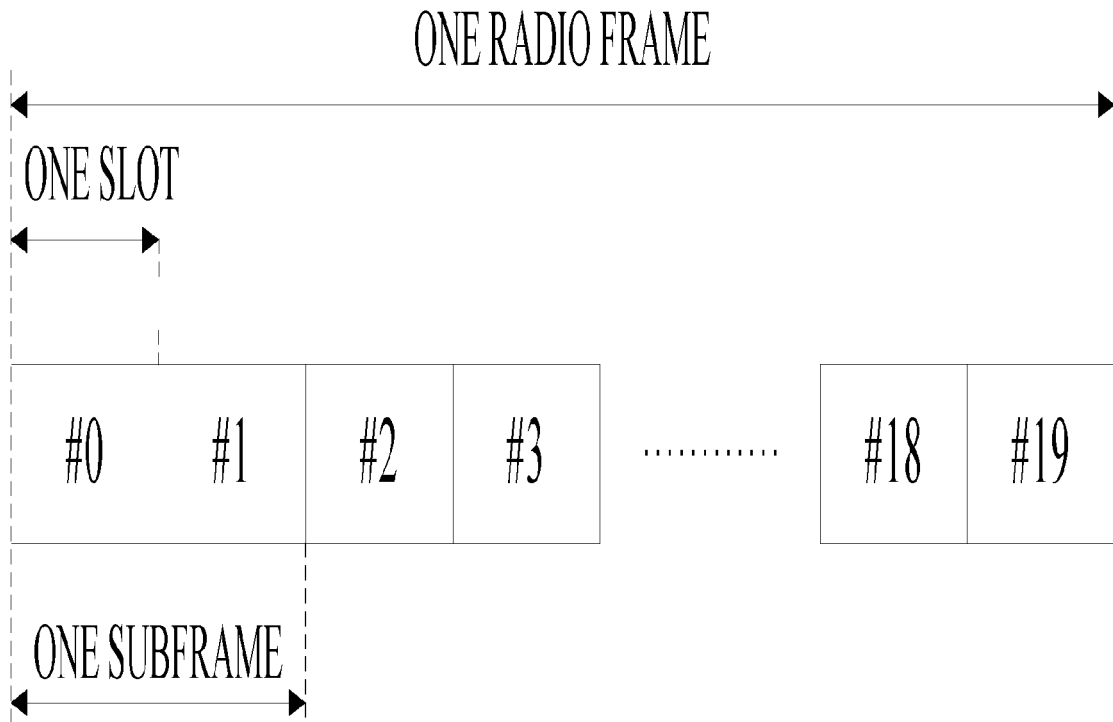 ONE RADIO FRAME
ONE SLOT
#0 #1 #2 #3 ............ #18 #19
ONE SUBFRAME